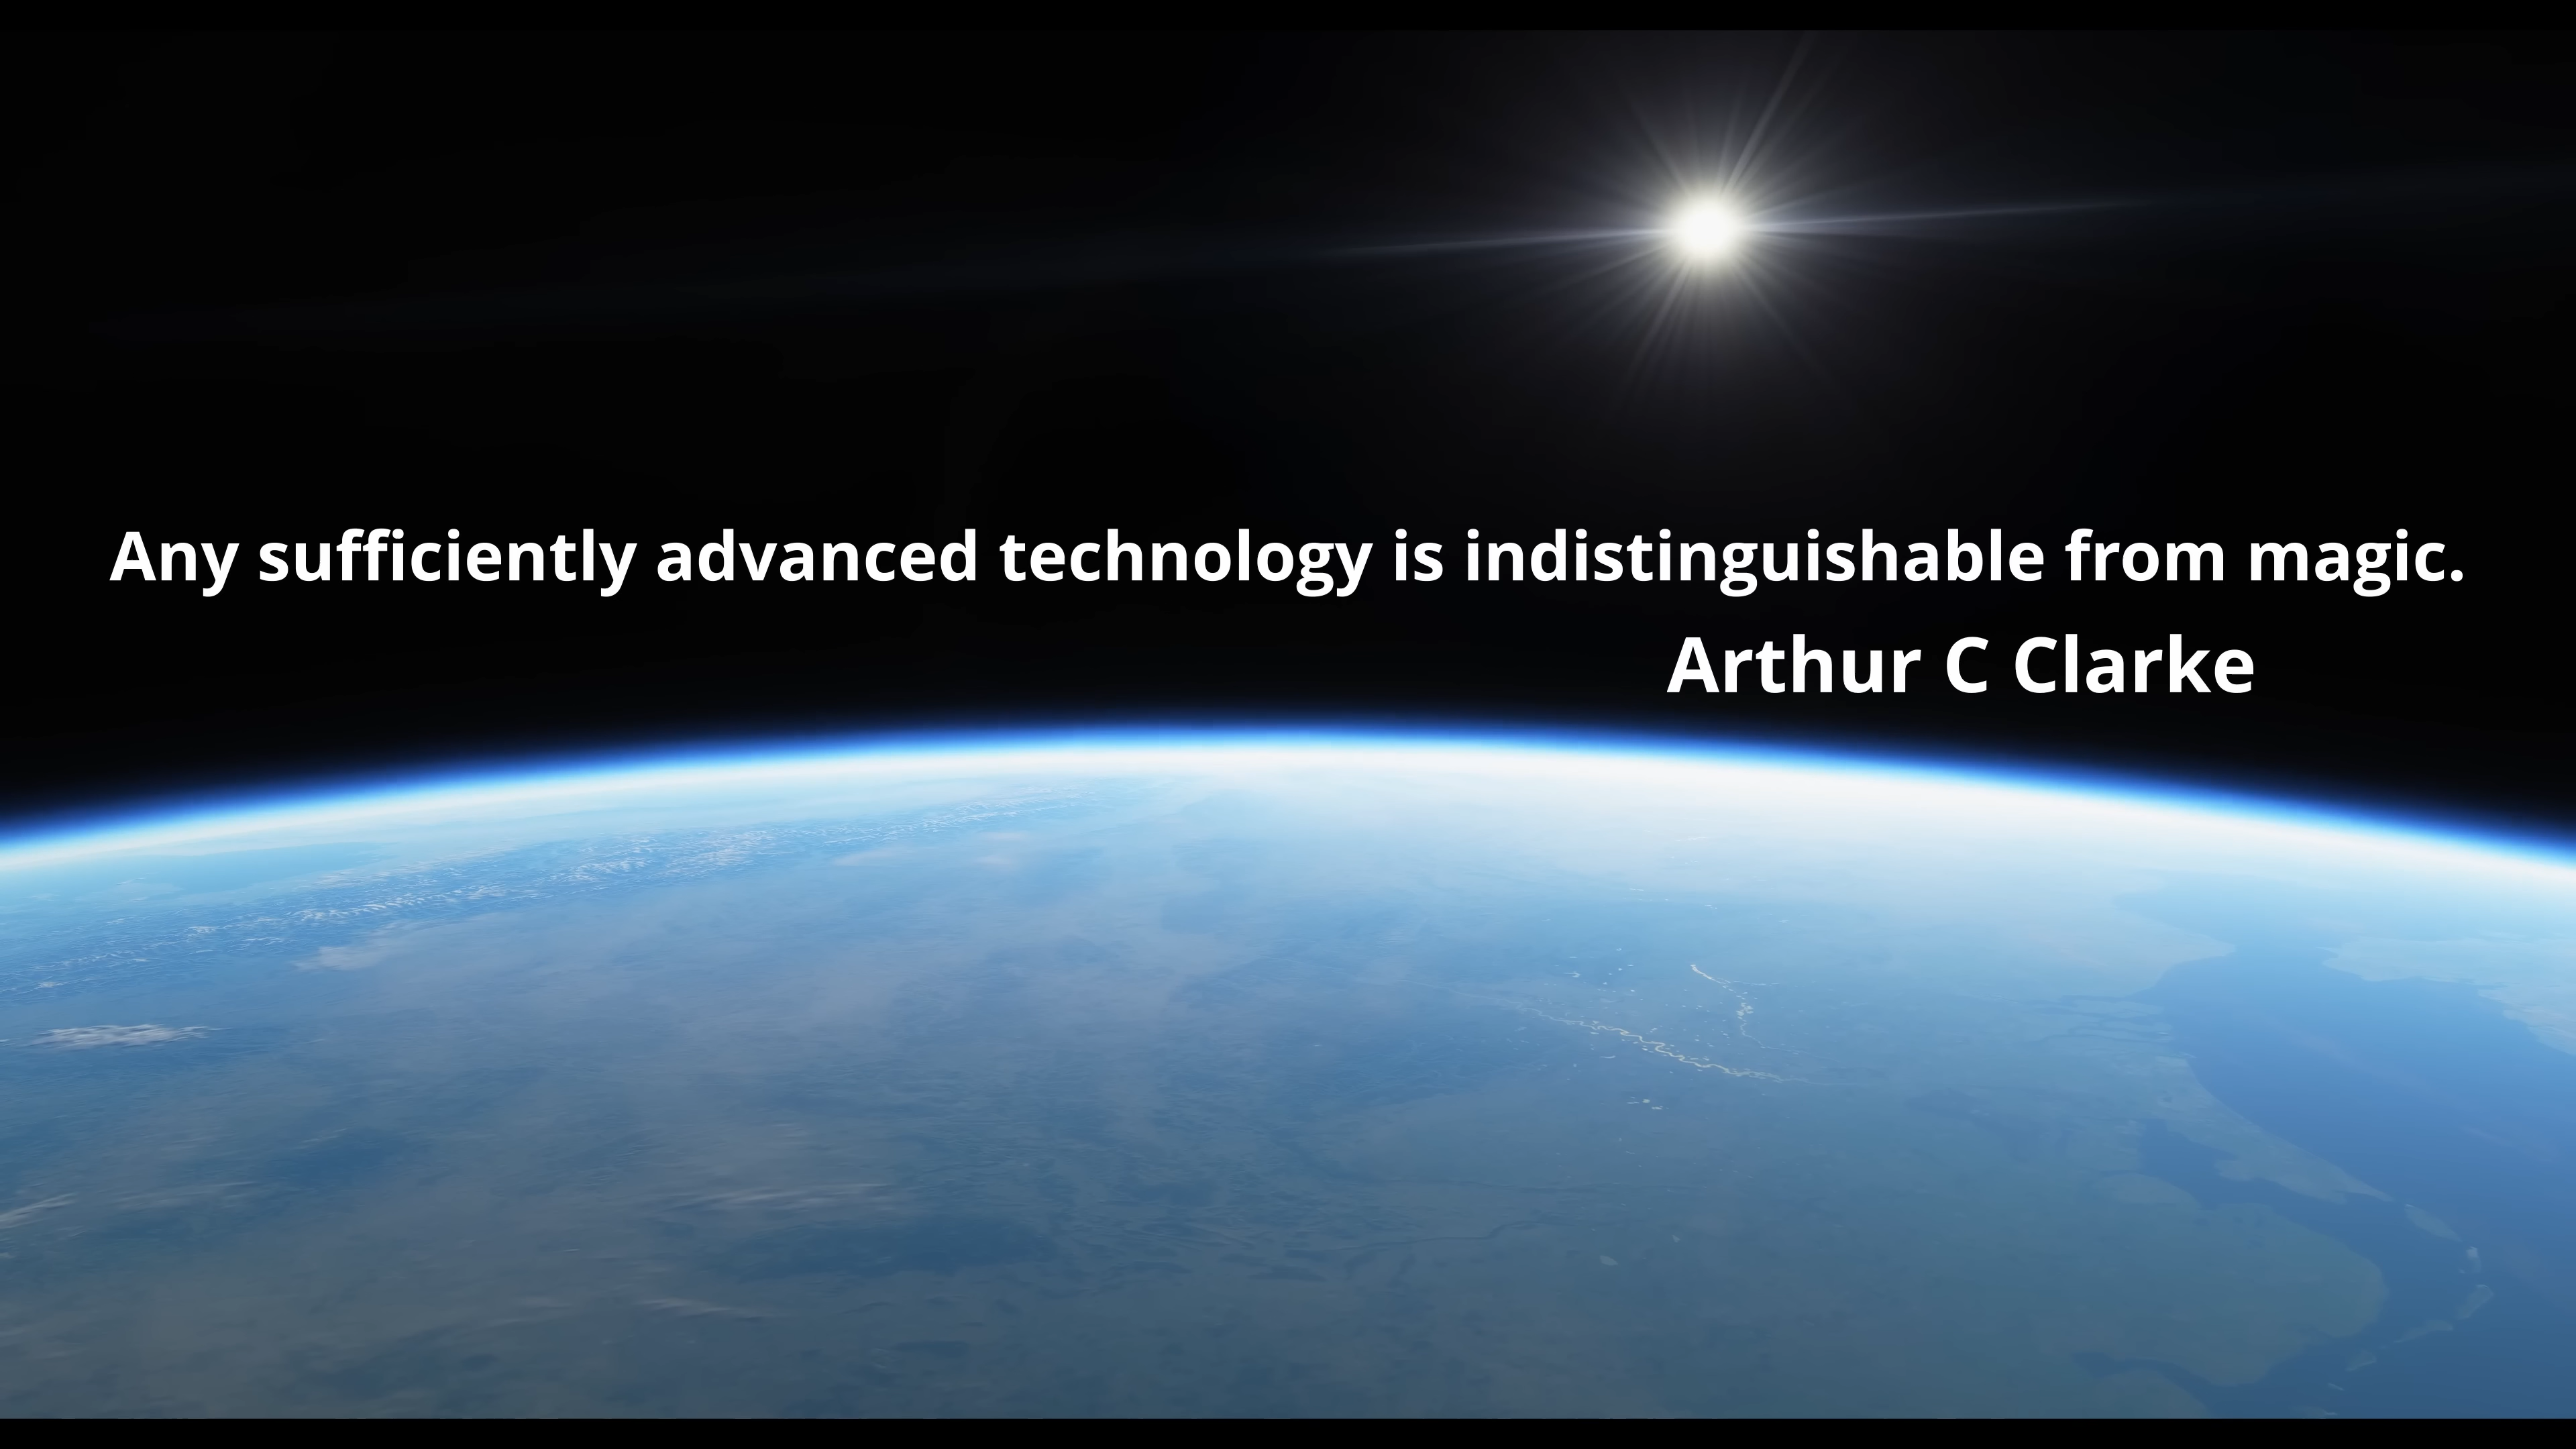 Any sufficiently advanced technology is indistinguishable from magic.
Arthur C Clarke